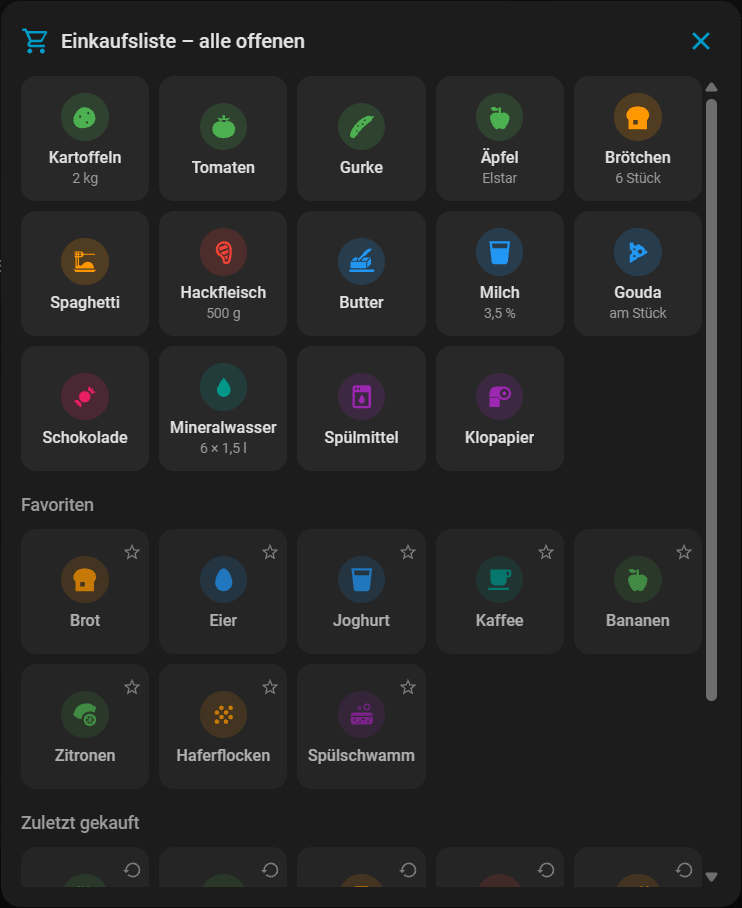 Einkaufsliste – alle offenen
Kartoffeln
2 kg
Tomaten
Gurke
Äpfel
Elstar
Brötchen
6 Stück
Spaghetti
Hackfleisch
500 g
Butter
Milch
3,5 %
Gouda
am Stück
Schokolade
Mineralwasser
6 × 1,5 l
Spülmittel
Klopapier
Favoriten
Brot
Eier
Joghurt
Kaffee
Bananen
Zitronen
Haferflocken
Spülschwamm
Zuletzt gekauft